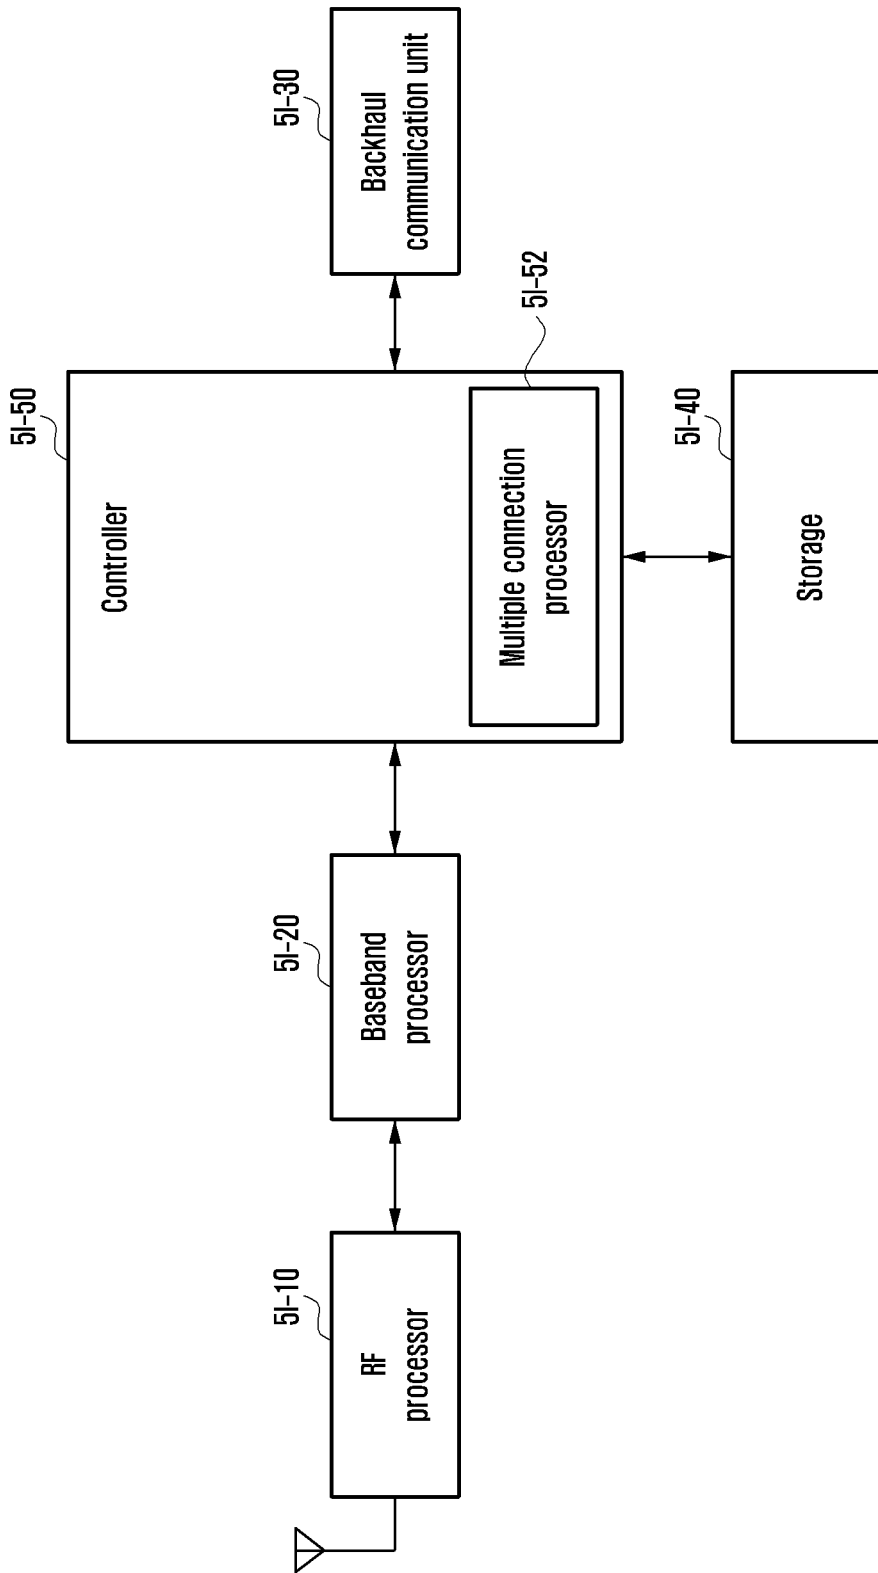 5I-10
RF
processor
5I-20
Baseband
processor
5I-50
Controller
5I-52
Multiple connection
processor
5I-30
Backhaul
communication unit
5I-40
Storage